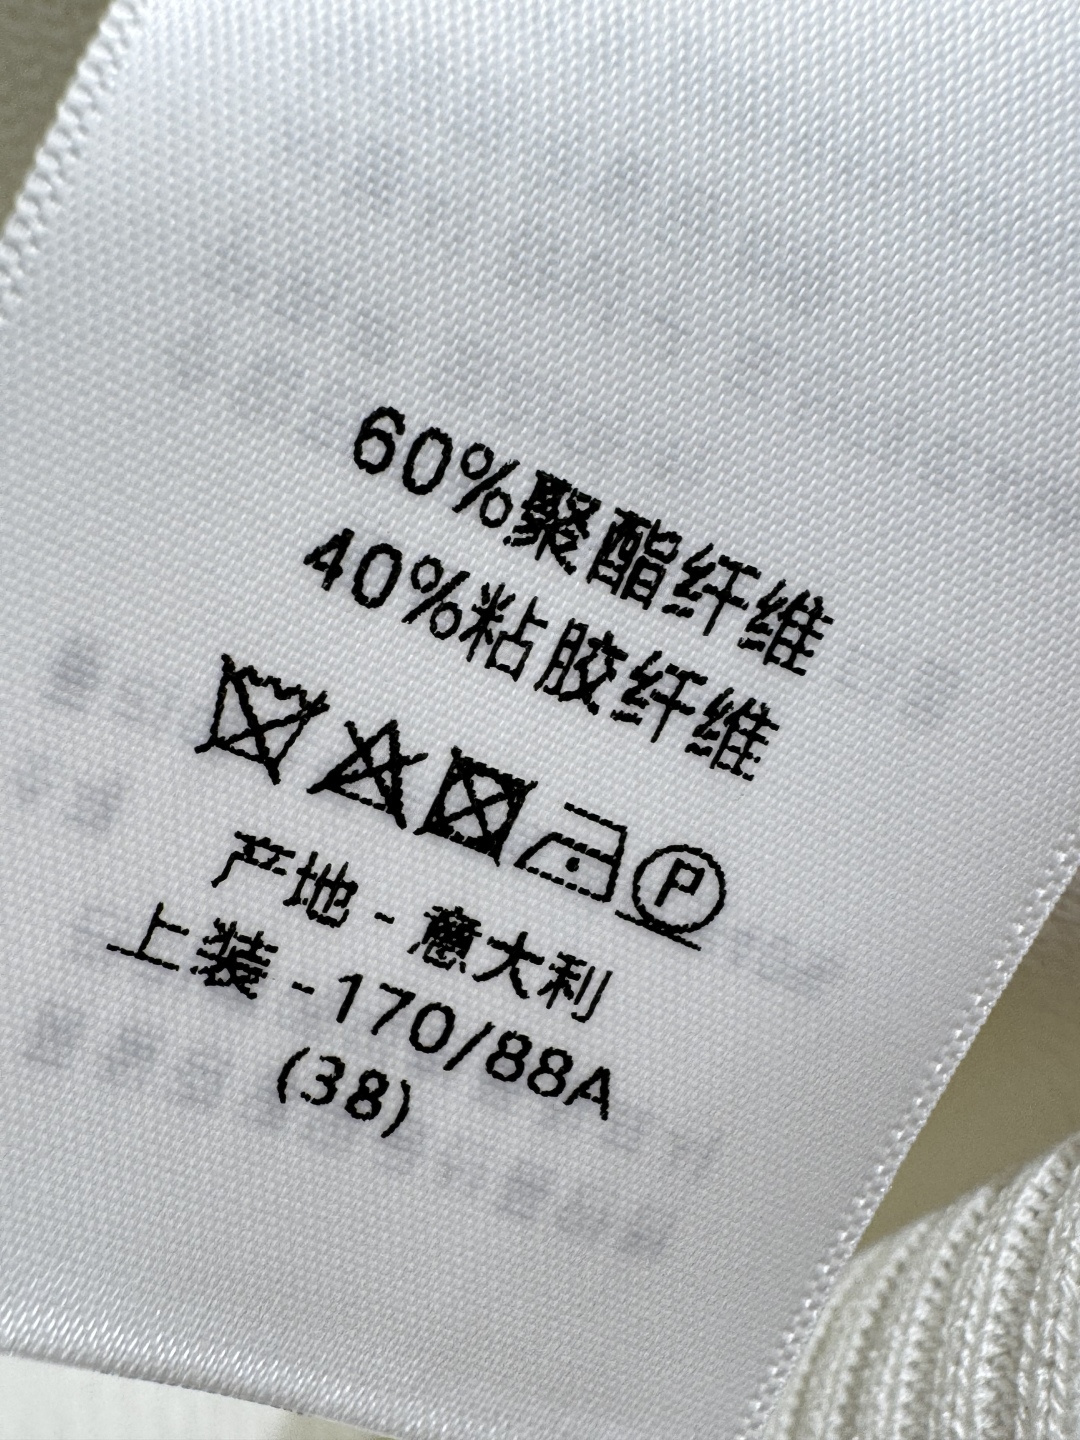 60%聚酯纤维
40%粘胶纤维
P
产地 - 意大利
上装 - 170/88A
(38)